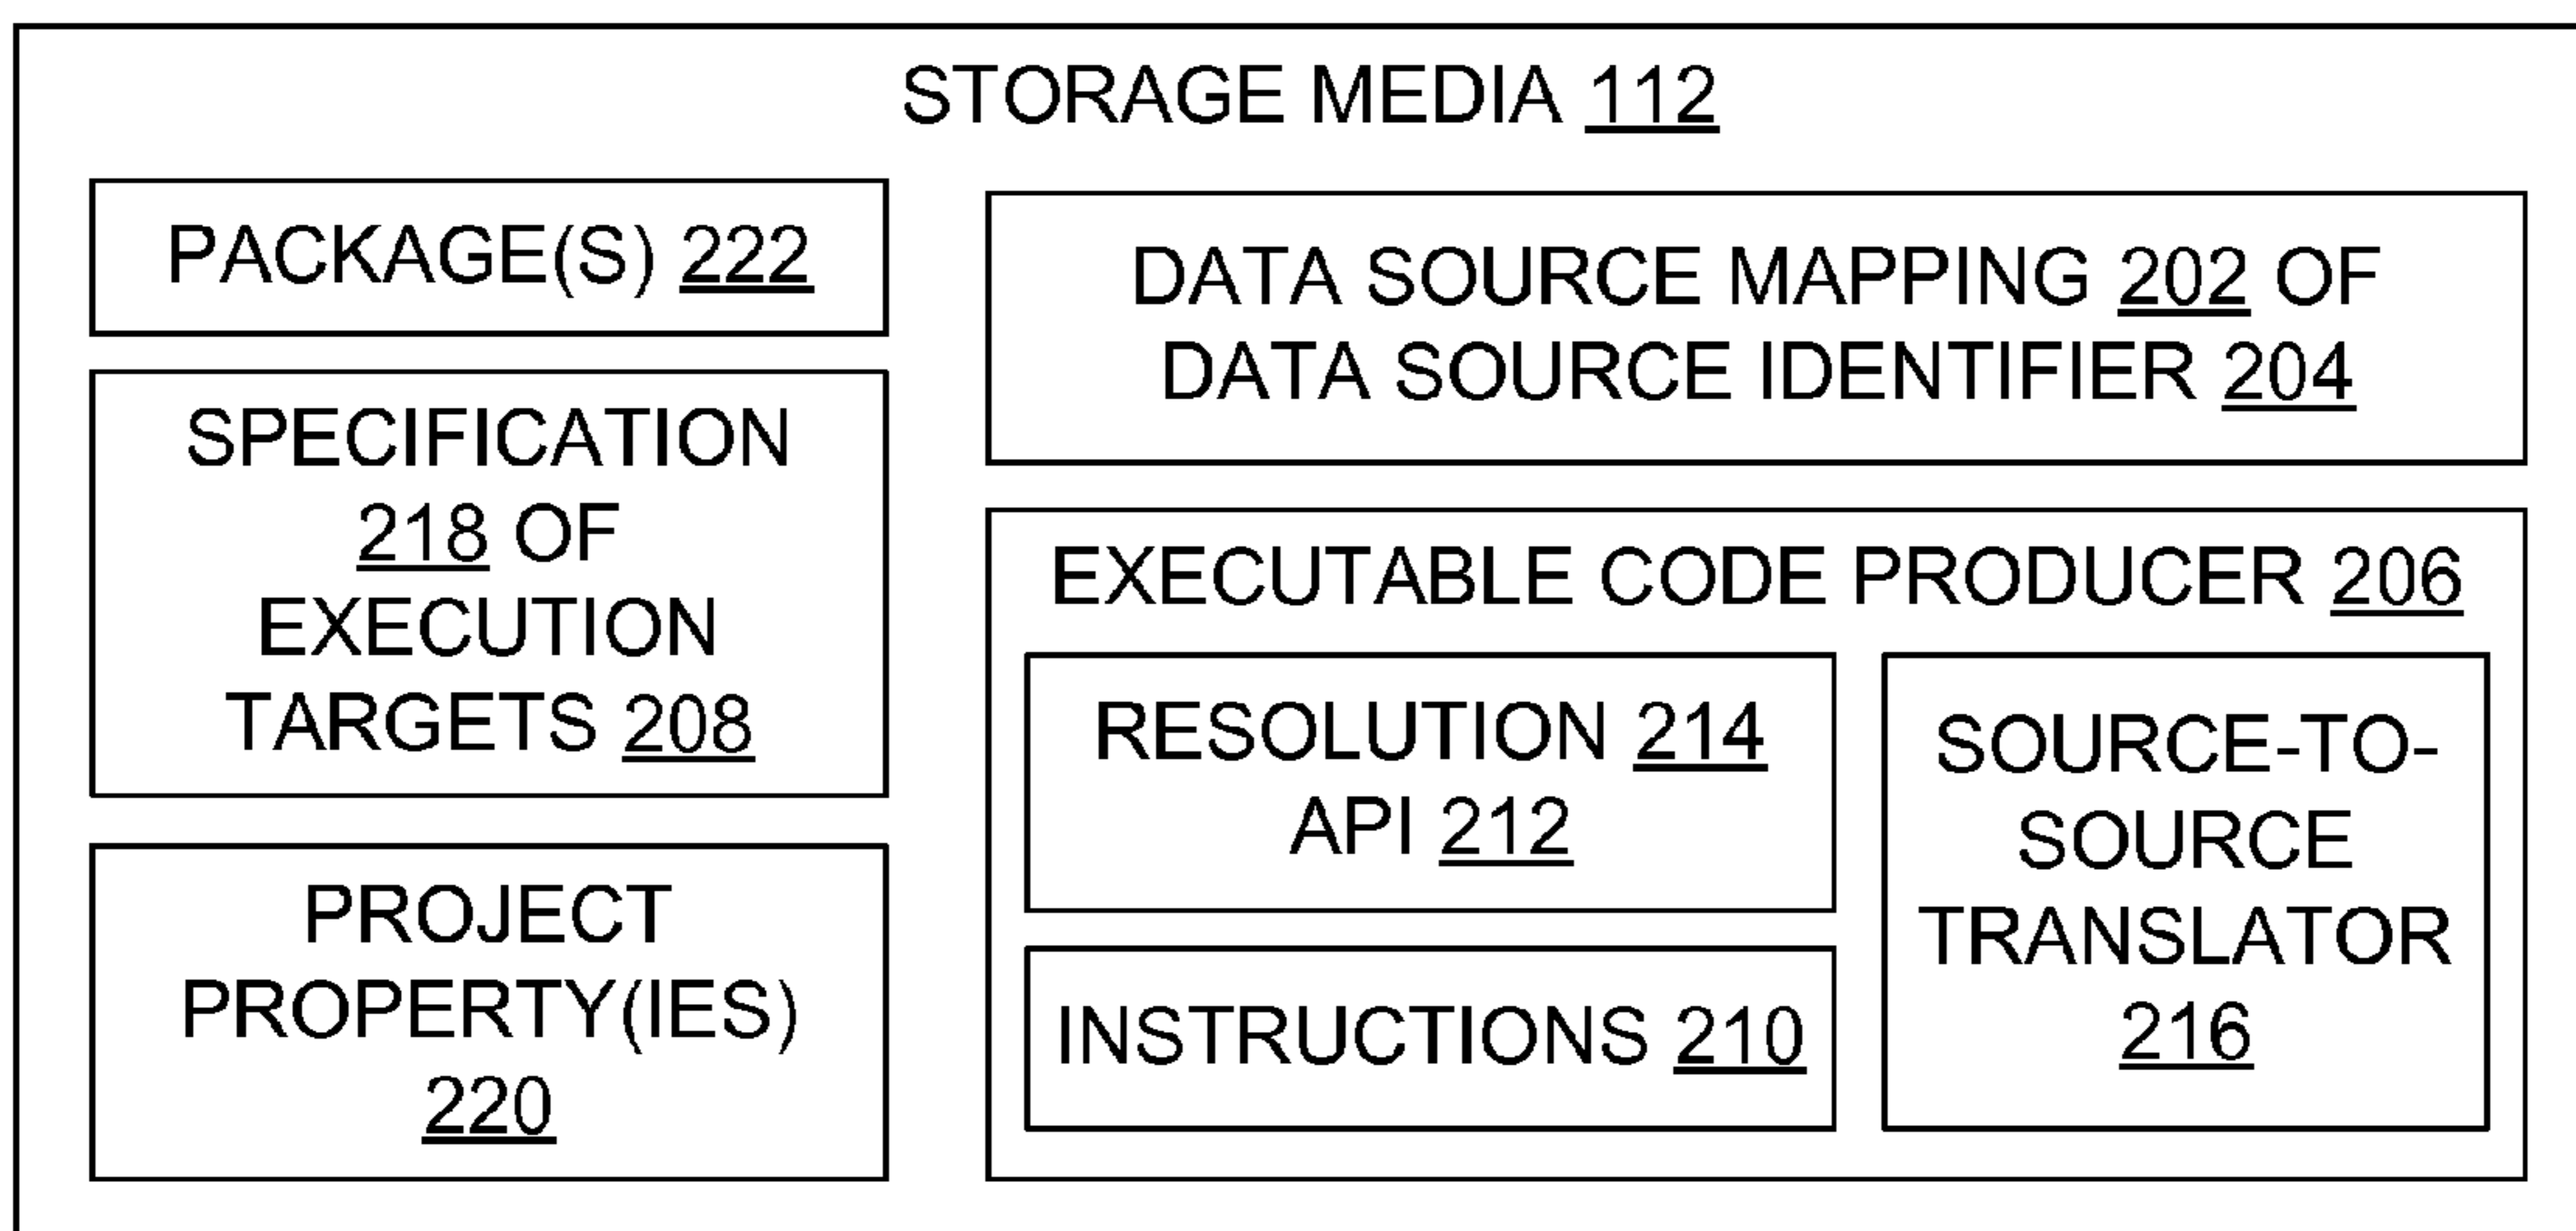 STORAGE MEDIA 112
PACKAGE(S) 222
SPECIFICATION
218 OF
EXECUTION
TARGETS 208
PROJECT
PROPERTY(IES)
220
DATA SOURCE MAPPING 202 OF
DATA SOURCE IDENTIFIER 204
EXECUTABLE CODE PRODUCER 206
RESOLUTION 214
API 212
INSTRUCTIONS 210
SOURCE-TO-
SOURCE
TRANSLATOR
216